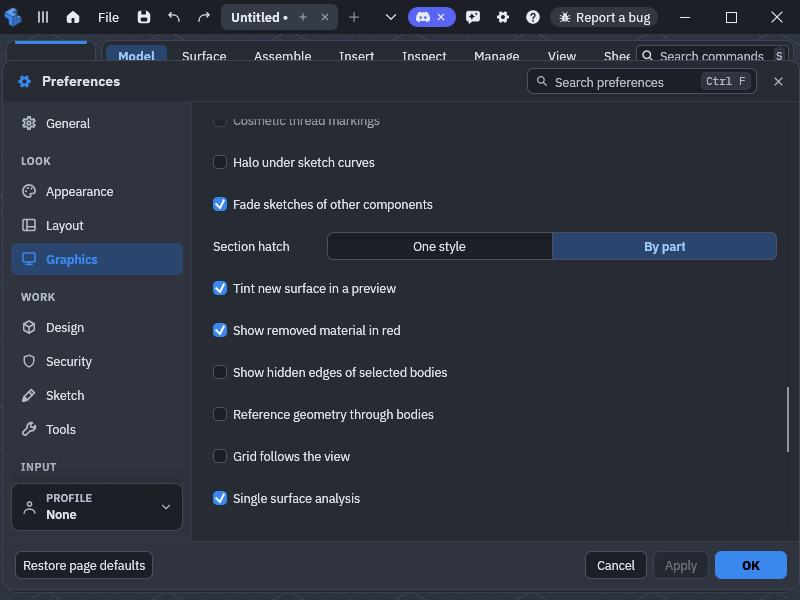 File
Untitled •
Report a bug
Model Surface Assemble Insert Inspect Manage View Shee
Search commands S
Preferences
Search preferences Ctrl F
General
LOOK
Appearance
Layout
Graphics
WORK
Design
Security
Sketch
Tools
INPUT
PROFILE
None
Cosmetic thread markings
Halo under sketch curves
Fade sketches of other components
Section hatch One style By part
Tint new surface in a preview
Show removed material in red
Show hidden edges of selected bodies
Reference geometry through bodies
Grid follows the view
Single surface analysis
Restore page defaults
Cancel Apply OK